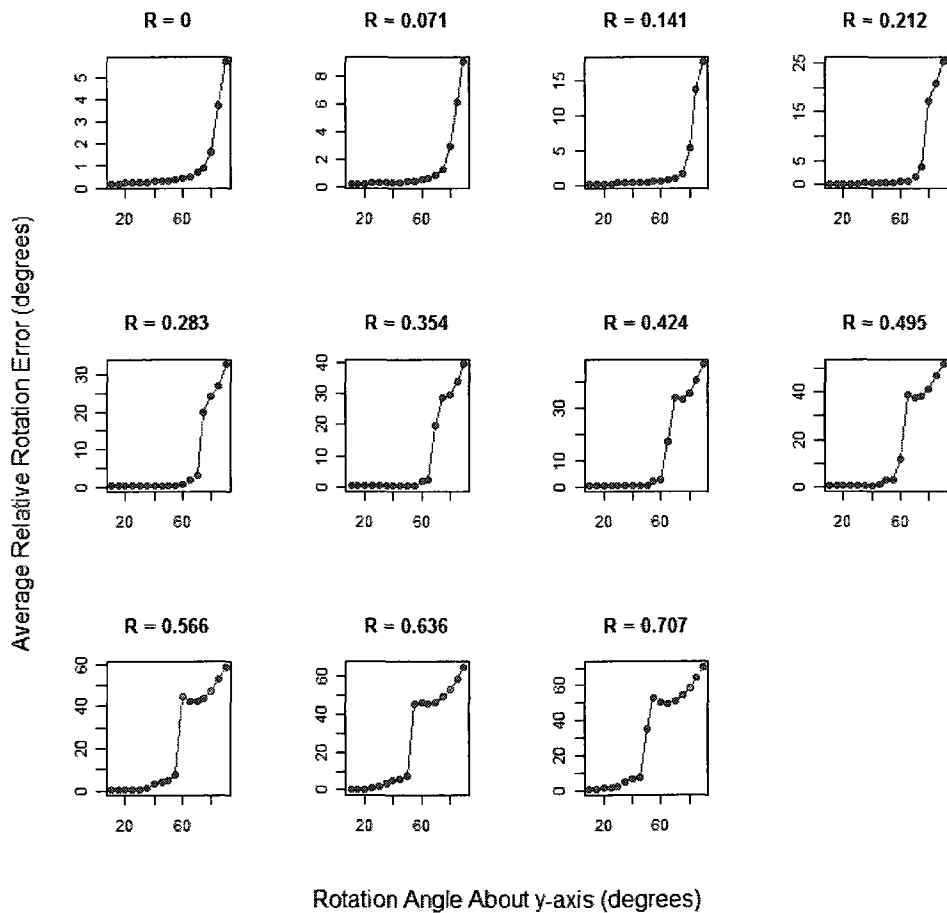 R = 0
R = 0.071
R = 0.141
R = 0.212
0 1 2 3 4 5
20 60
0 2 4 6 8
20 60
0 5 15
20 60
0 5 15 25
20 60
R = 0.283
R = 0.354
R = 0.424
R = 0.495
0 10 20 30
20 60
0 10 20 30 40
20 60
0 10 30
20 60
0 20 40
20 60
R = 0.566
R = 0.636
R = 0.707
0 20 40 60
20 60
0 20 40 60
20 60
0 20 40 60
20 60
Average Relative Rotation Error (degrees)
Rotation Angle About y-axis (degrees)